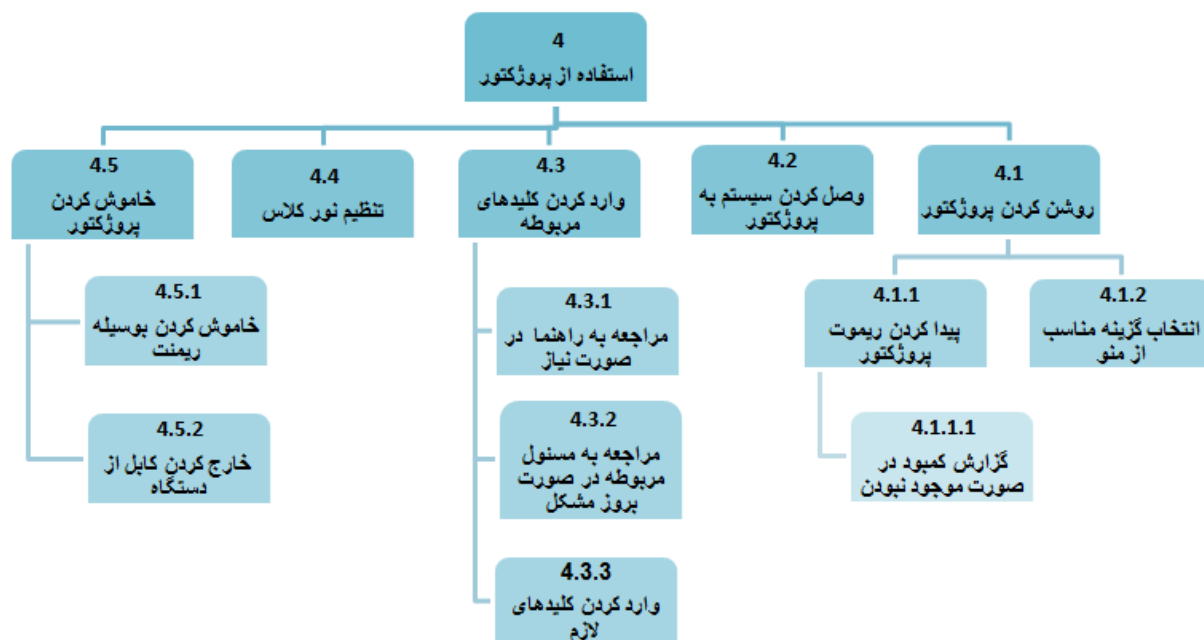 4
استفاده از پروژکتور
4.1
روشن کردن پروژکتور
4.2
وصل کردن سیستم به
پروژکتور
4.3
وارد کردن کلیدهای
مربوطه
4.4
تنظیم نور کلاس
4.5
خاموش کردن
پروژکتور
4.1.2
انتخاب گزینه مناسب
از منو
4.1.1
پیدا کردن ریموت
پروژکتور
4.1.1.1
گزارش کمبود در
صورت موجود نبودن
4.3.1
مراجعه به راهنما در
صورت نیاز
4.3.2
مراجعه به مسئول
مربوطه در صورت
بروز مشکل
4.3.3
وارد کردن کلیدهای
لازم
4.5.1
خاموش کردن بوسیله
ریمنت
4.5.2
خارج کردن کابل از
دستگاه